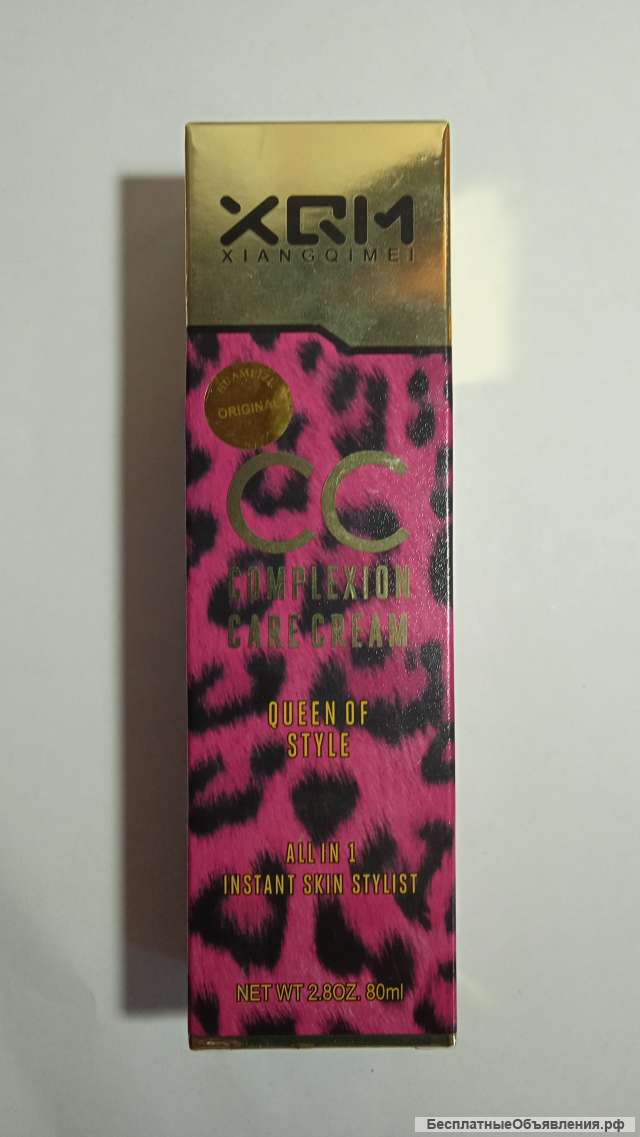 XQM
XIANGQIMEI
ORIGINAL
CC
COMPLEXION
CARE CREAM
QUEEN OF
STYLE
ALL IN 1
INSTANT SKIN STYLIST
NET WT 2.8OZ. 80ml
БесплатныеОбъявления.рф